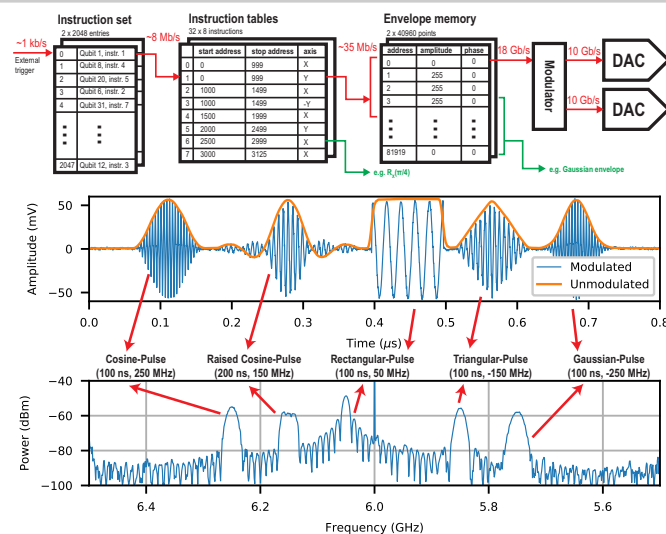 Instruction set
2 x 2048 entries
Instruction tables
32 x 8 instructions
Envelope memory
2 x 40960 points
~1 kb/s
External
trigger
0 Qubit 1, instr. 1
1 Qubit 8, instr. 4
2 Qubit 20, instr. 5
3 Qubit 6, instr. 2
4 Qubit 31, instr. 7
2047 Qubit 12, instr. 3
~8 Mb/s
start address stop address axis
0 0 999 X
1 0 999 Y
2 1000 1499 X
3 1000 1499 -Y
4 1500 1999 X
5 2000 2499 Y
6 2500 2999 X
7 3000 3125 X
e.g. Rx(π/4)
~35 Mb/s
address amplitude phase
0 0 0
1 255 0
2 255 0
3 255 0
81919 0 0
e.g. Gaussian envelope
18 Gb/s
Modulator
10 Gb/s
DAC
10 Gb/s
DAC
Amplitude (mV)
50
0
−50
Modulated
Unmodulated
0.0 0.1 0.2 0.3 0.4 0.5 0.6 0.7 0.8
Time (μs)
Cosine-Pulse
(100 ns, 250 MHz)
Raised Cosine-Pulse
(200 ns, 150 MHz)
Rectangular-Pulse
(100 ns, 50 MHz)
Triangular-Pulse
(100 ns, -150 MHz)
Gaussian-Pulse
(100 ns, -250 MHz)
Power (dBm)
−40
−60
−80
−100
6.4 6.2 6.0 5.8 5.6
Frequency (GHz)